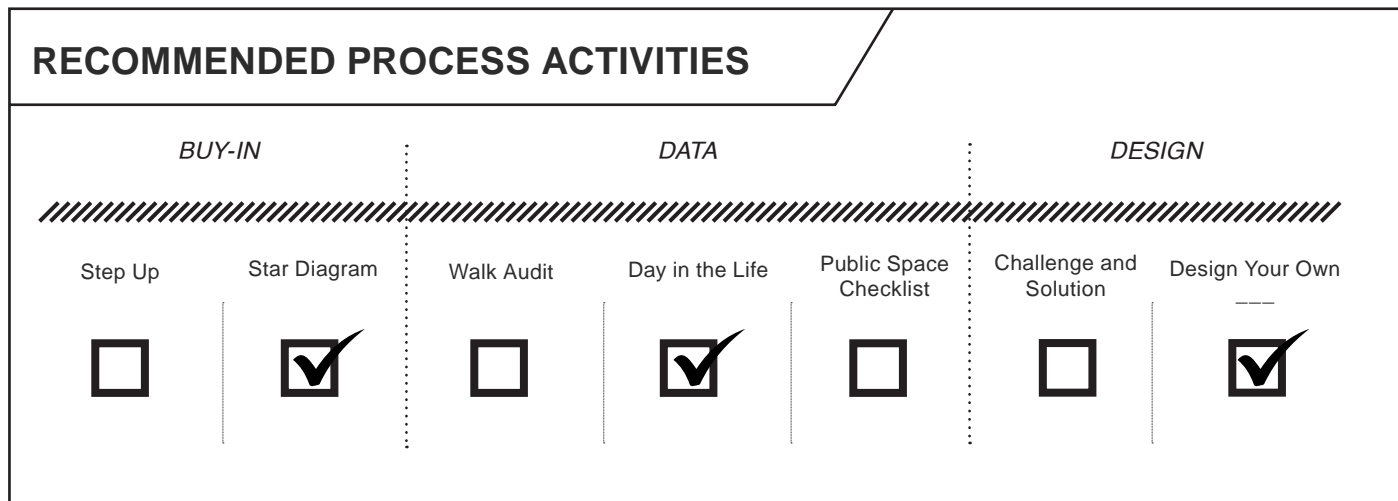 RECOMMENDED PROCESS ACTIVITIES
BUY-IN
DATA
DESIGN
Step Up
Star Diagram
Walk Audit
Day in the Life
Public Space
Checklist
Challenge and
Solution
Design Your Own
___